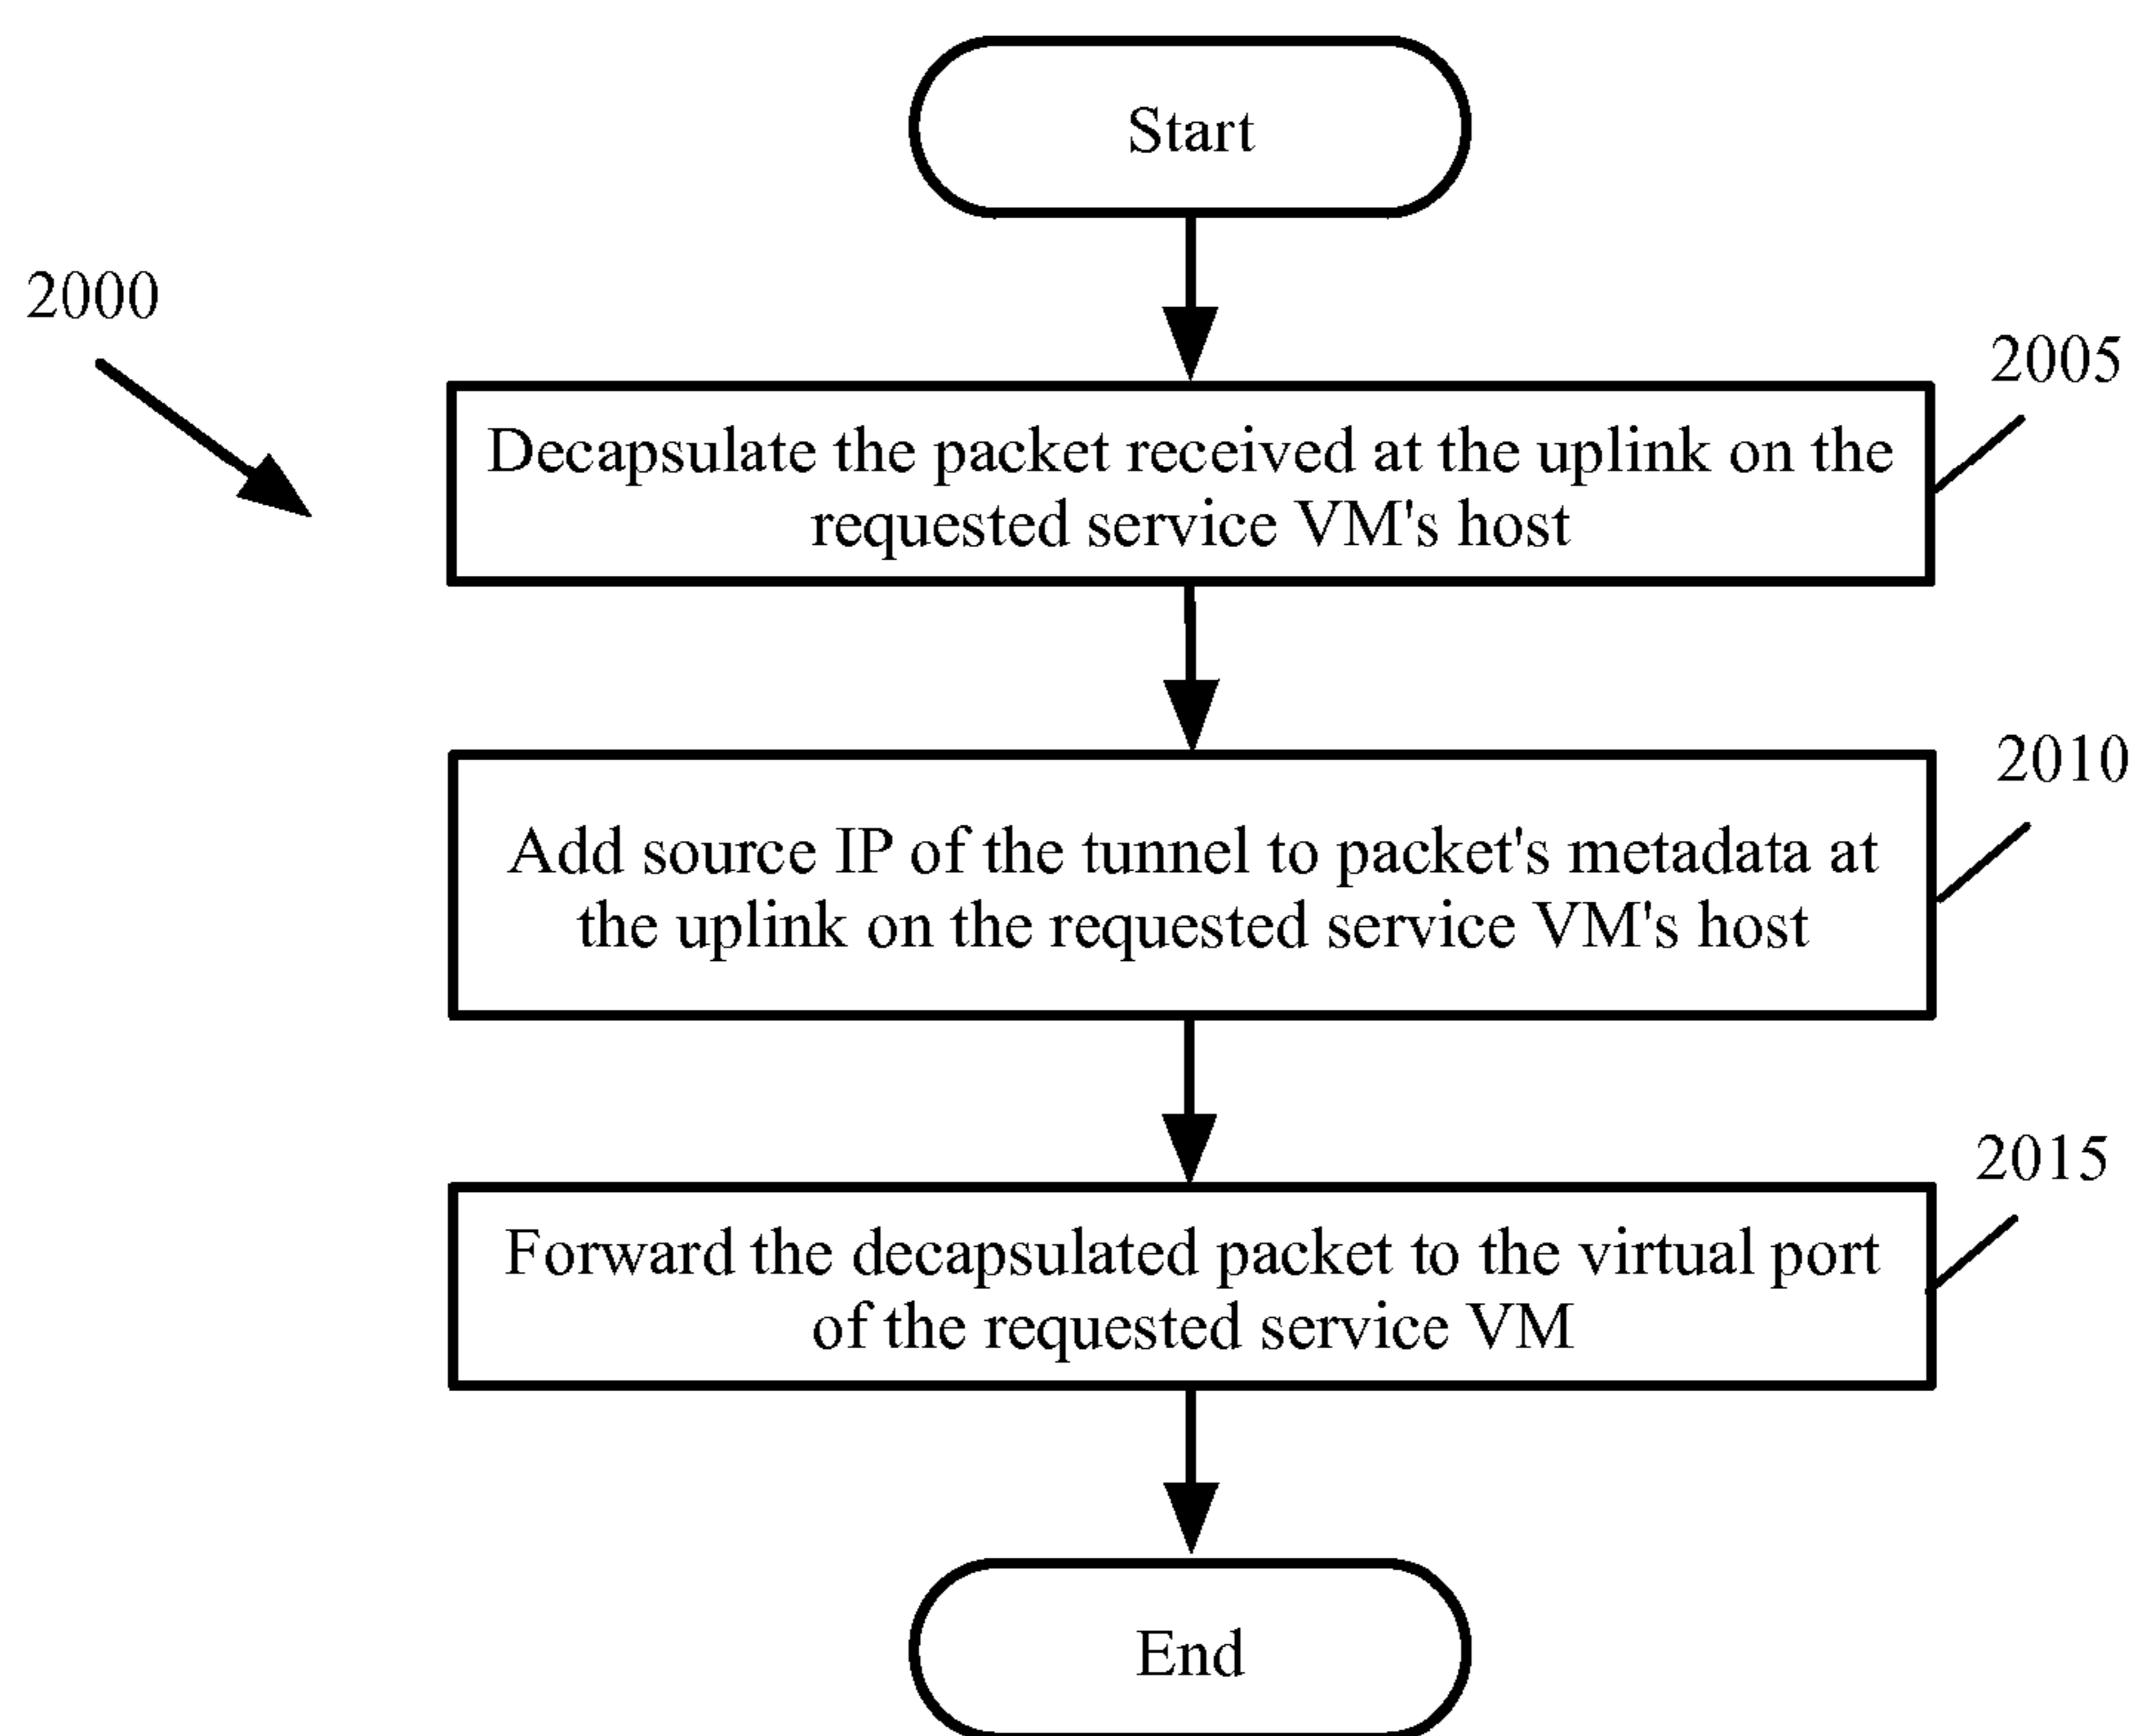 Start
2000
2005
Decapsulate the packet received at the uplink on the
requested service VM's host
2010
Add source IP of the tunnel to packet's metadata at
the uplink on the requested service VM's host
2015
Forward the decapsulated packet to the virtual port
of the requested service VM
End